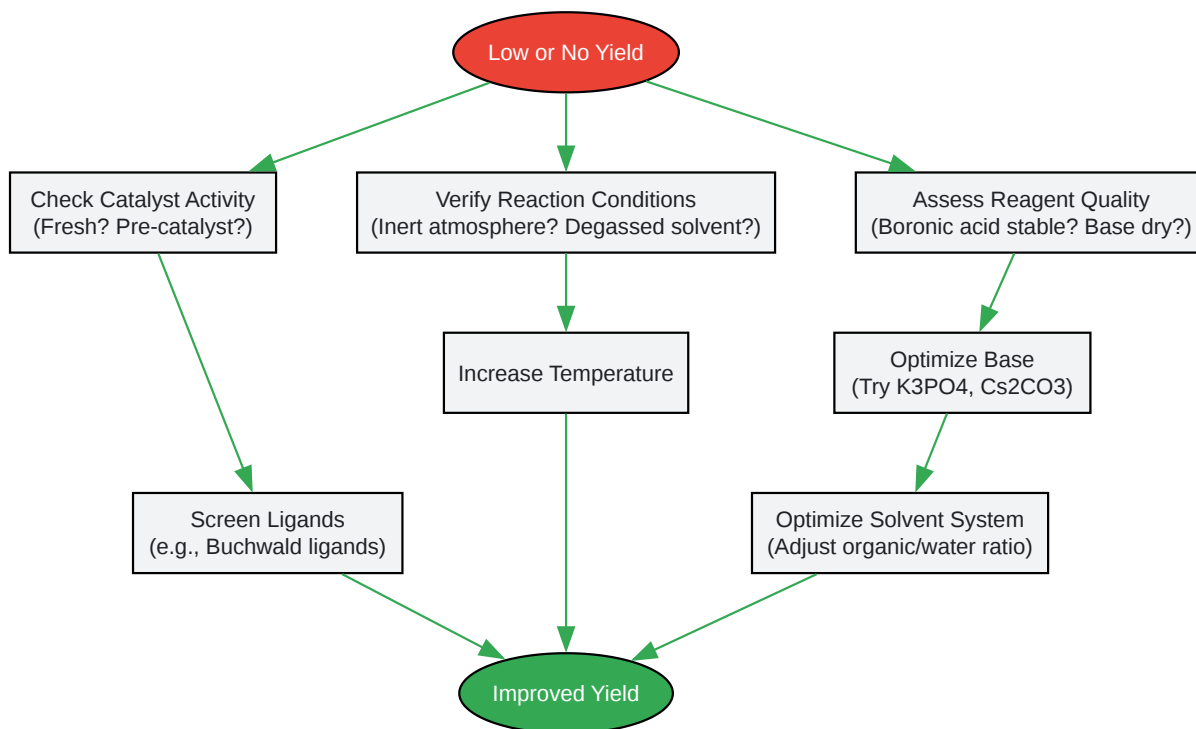 Low or No Yield
Check Catalyst Activity
(Fresh? Pre-catalyst?)
Verify Reaction Conditions
(Inert atmosphere? Degassed solvent?)
Assess Reagent Quality
(Boronic acid stable? Base dry?)
Increase Temperature
Optimize Base
(Try K3PO4, Cs2CO3)
Screen Ligands
(e.g., Buchwald ligands)
Optimize Solvent System
(Adjust organic/water ratio)
Improved Yield